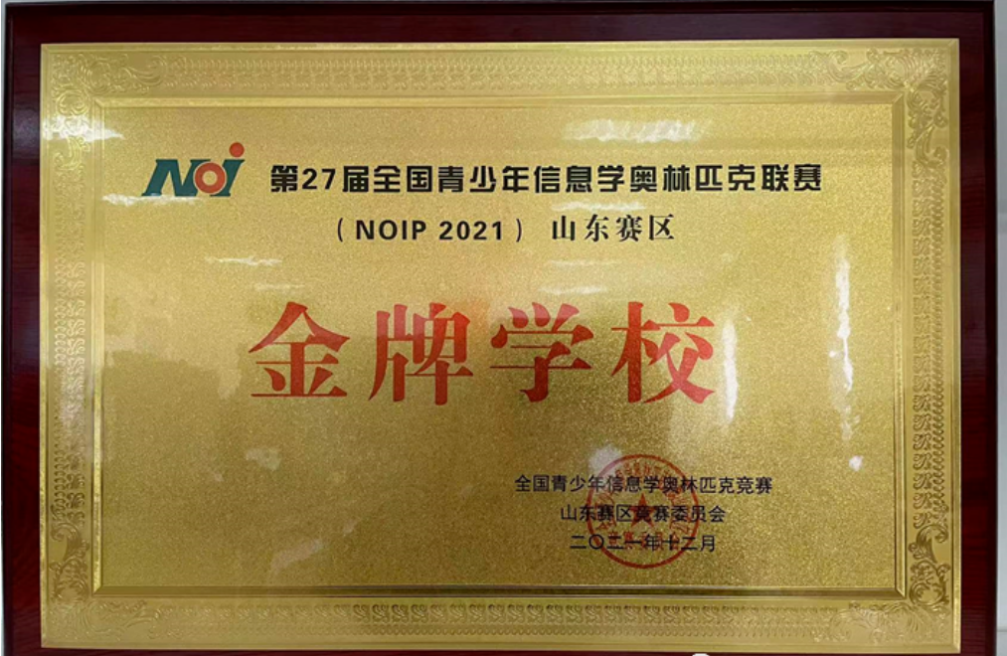 NOI 第27届全国青少年信息学奥林匹克联赛
（NOIP 2021）山东赛区
金牌学校
全国青少年信息学奥林匹克竞赛
山东赛区竞赛委员会
二〇二一年十二月